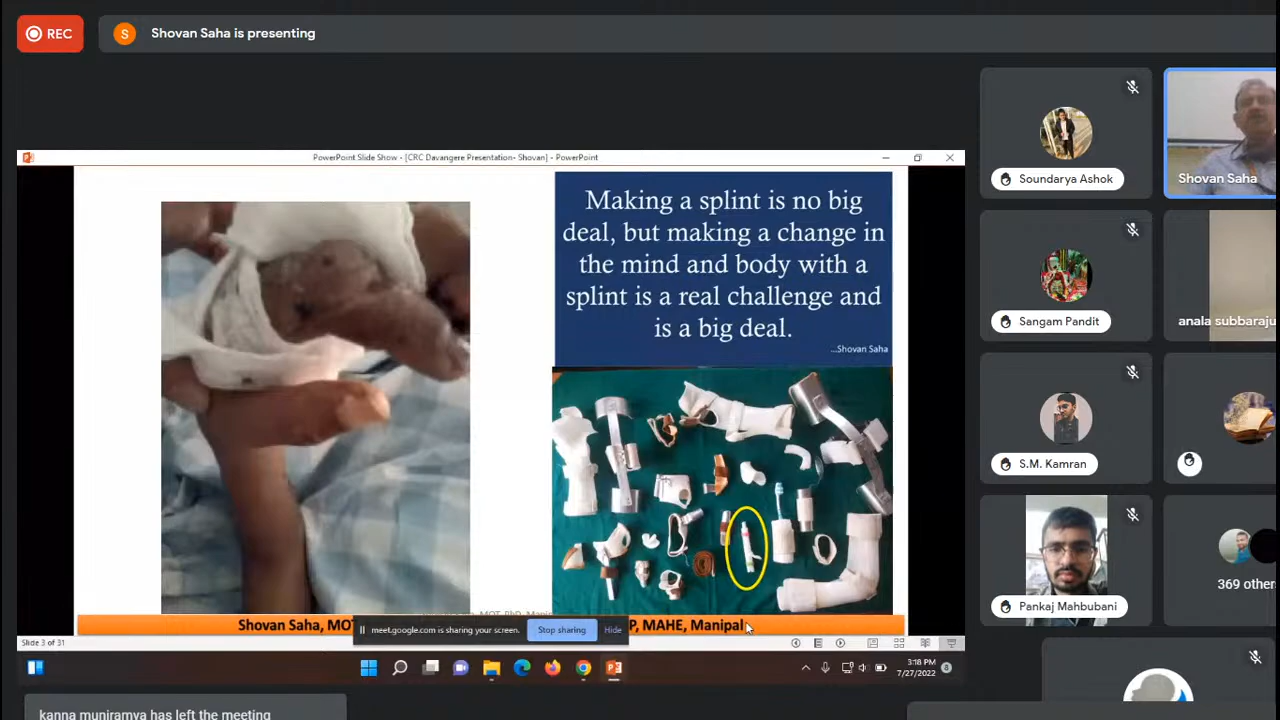 REC
S
Shovan Saha is presenting
PowerPoint Slide Show - [CRC Davangere Presentation- Shovan] - PowerPoint
Making a splint is no big
deal, but making a change in
the mind and body with a
splint is a real challenge and
is a big deal.
...Shovan Saha
Shovan Saha, MOT
P, MAHE, Manipal
meet.google.com is sharing your screen.
Stop sharing
Hide
Slide 3 of 31
3:18 PM
7/27/2022
8
Soundarya Ashok
Shovan Saha
Sangam Pandit
anala subbaraju
S.M. Kamran
Pankaj Mahbubani
369 other
kanna muniramya has left the meeting